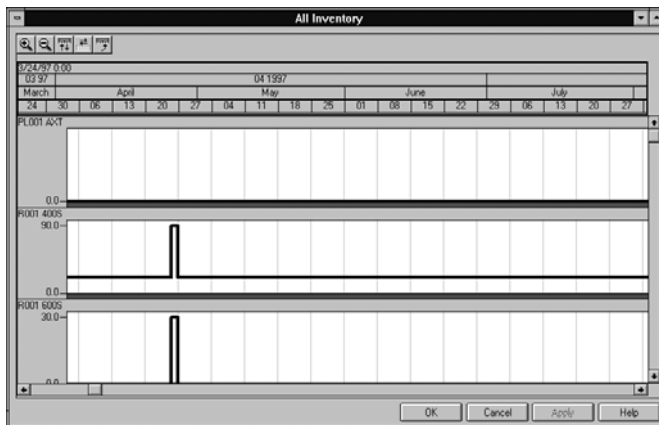 All Inventory
3/24/97 0:00
03 97 04 1997
March April May June July
24 30 06 13 20 27 04 11 18 25 01 08 15 22 29 06 13 20 27
PL001 AXT
0.0
R001 400S
90.0
0.0
R001 600S
30.0
0.0
OK Cancel Apply Help